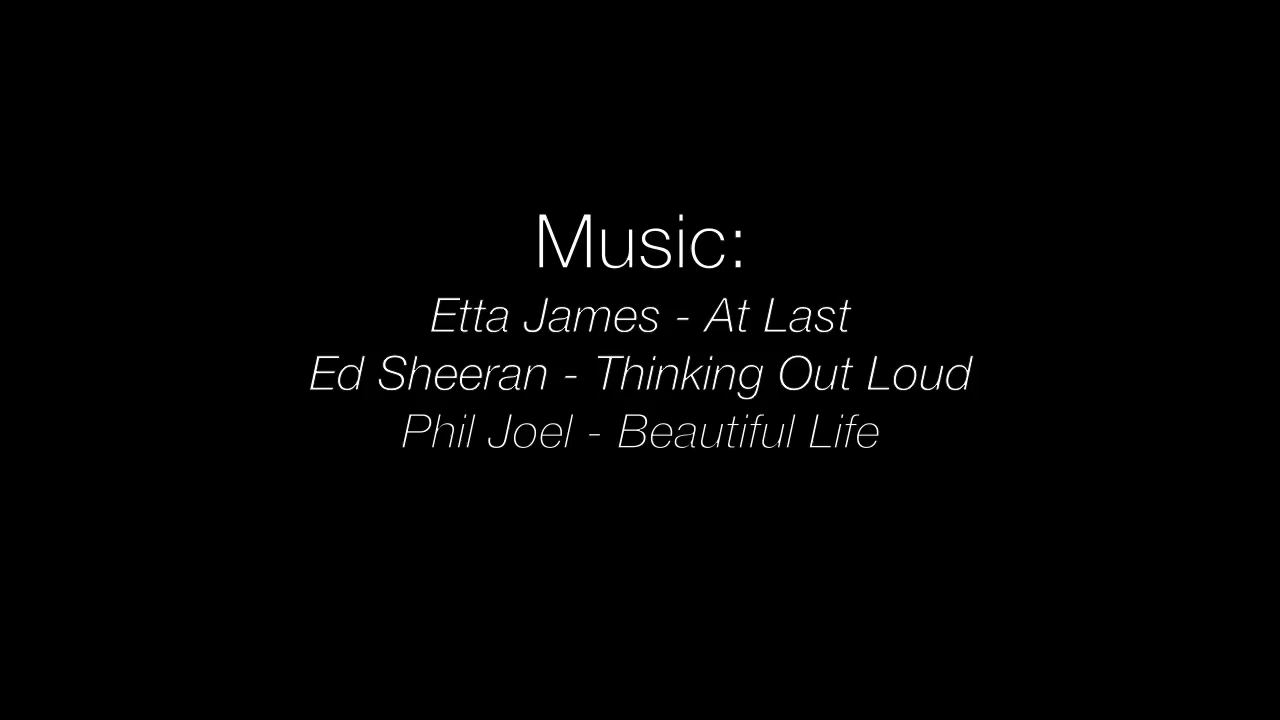 Music:
Etta James - At Last
Ed Sheeran - Thinking Out Loud
Phil Joel - Beautiful Life